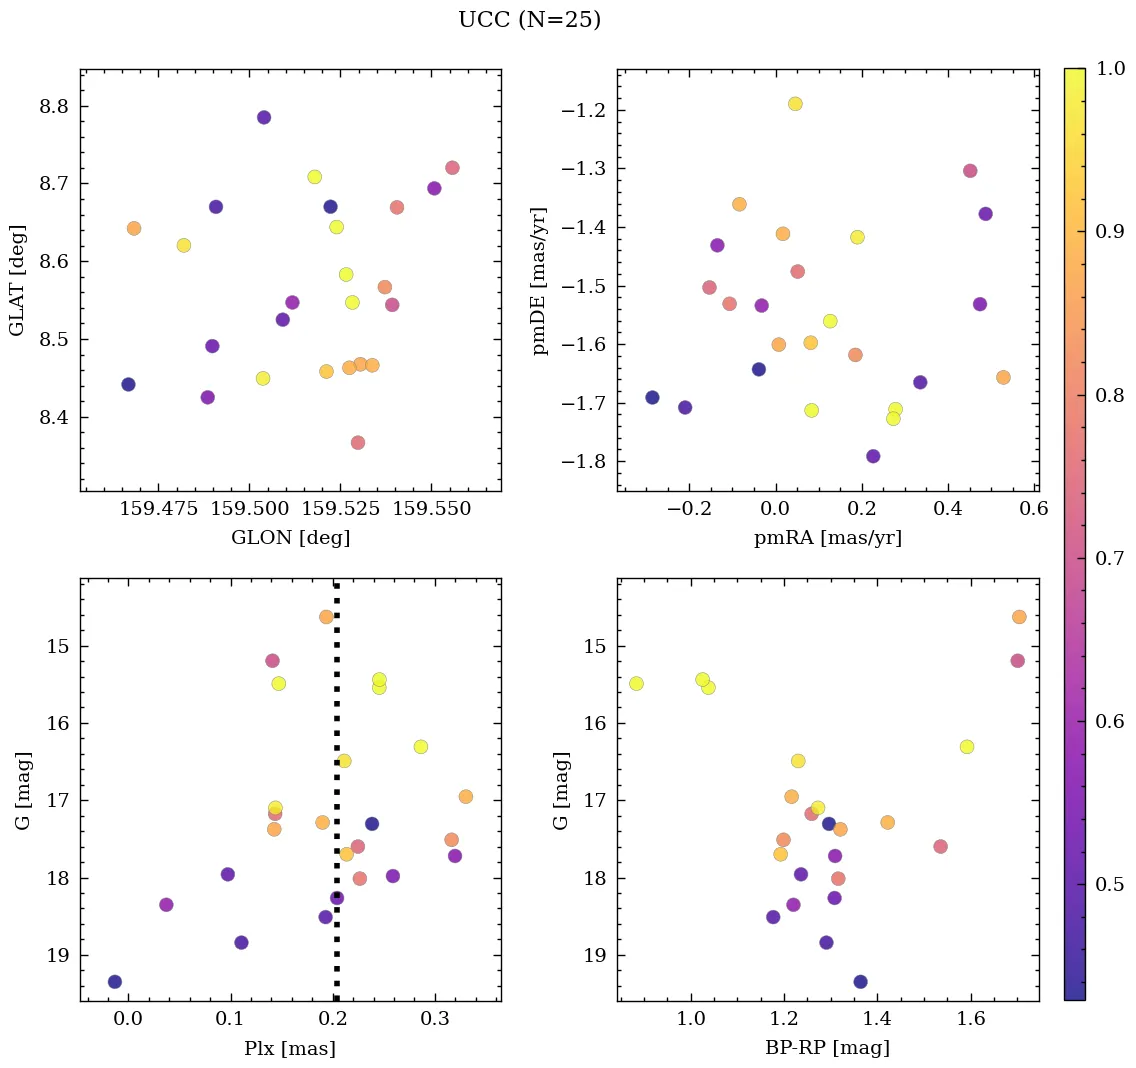 UCC (N=25)
8.8
8.7
8.6
8.5
8.4
GLAT [deg]
159.475 159.500 159.525 159.550
GLON [deg]
−1.2
−1.3
−1.4
−1.5
−1.6
−1.7
−1.8
pmDE [mas/yr]
−0.2 0.0 0.2 0.4 0.6
pmRA [mas/yr]
1.0
0.9
0.8
0.7
0.6
0.5
15
16
17
18
19
G [mag]
0.0 0.1 0.2 0.3
Plx [mas]
15
16
17
18
19
G [mag]
1.0 1.2 1.4 1.6
BP-RP [mag]